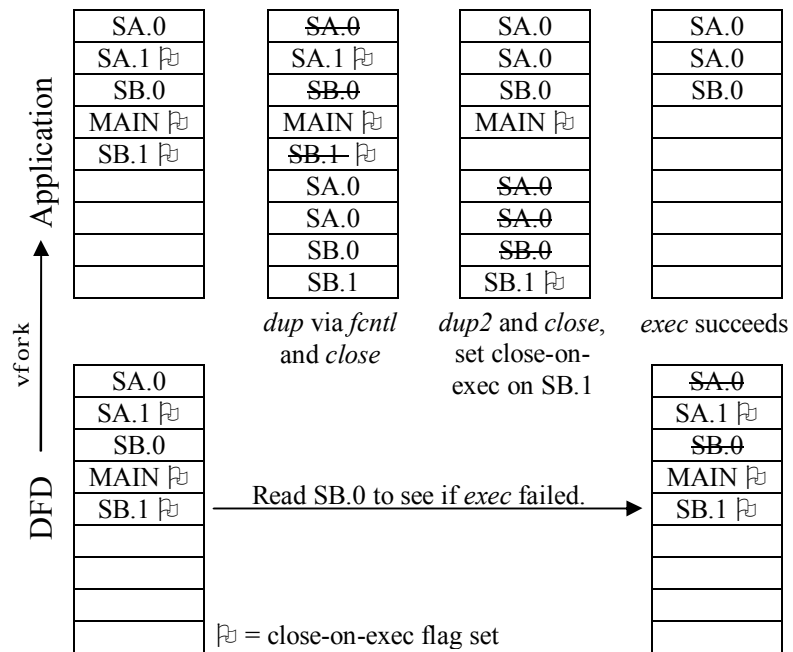 SA.0
SA.1 ⚐
SB.0
MAIN ⚐
SB.1 ⚐
SA.0
SA.1 ⚐
SB.0
MAIN ⚐
SB.1 ⚐
SA.0
SA.0
SB.0
SB.1
dup via fcntl
and close
SA.0
SA.0
SB.0
MAIN ⚐
SA.0
SA.0
SB.0
SB.1 ⚐
dup2 and close,
set close-on-
exec on SB.1
SA.0
SA.0
SB.0
exec succeeds
Application
vfork
DFD
SA.0
SA.1 ⚐
SB.0
MAIN ⚐
SB.1 ⚐
Read SB.0 to see if exec failed.
SA.0
SA.1 ⚐
SB.0
MAIN ⚐
SB.1 ⚐
⚐ = close-on-exec flag set